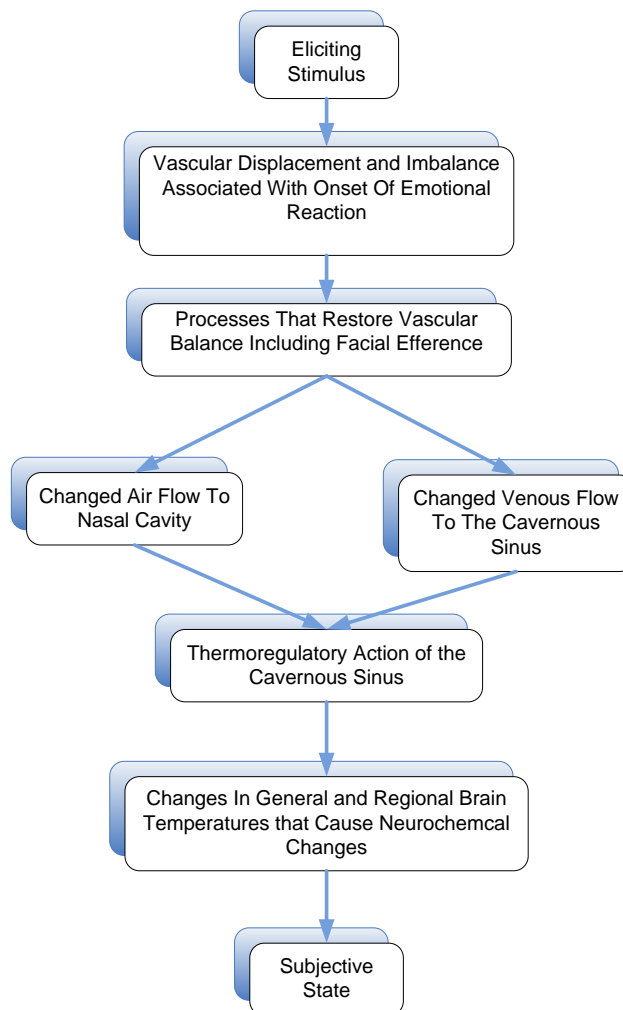 Eliciting
Stimulus
Vascular Displacement and Imbalance
Associated With Onset Of Emotional
Reaction
Processes That Restore Vascular
Balance Including Facial Efference
Changed Air Flow To
Nasal Cavity
Changed Venous Flow
To The Cavernous
Sinus
Thermoregulatory Action of the
Cavernous Sinus
Changes In General and Regional Brain
Temperatures that Cause Neurochemcal
Changes
Subjective
State